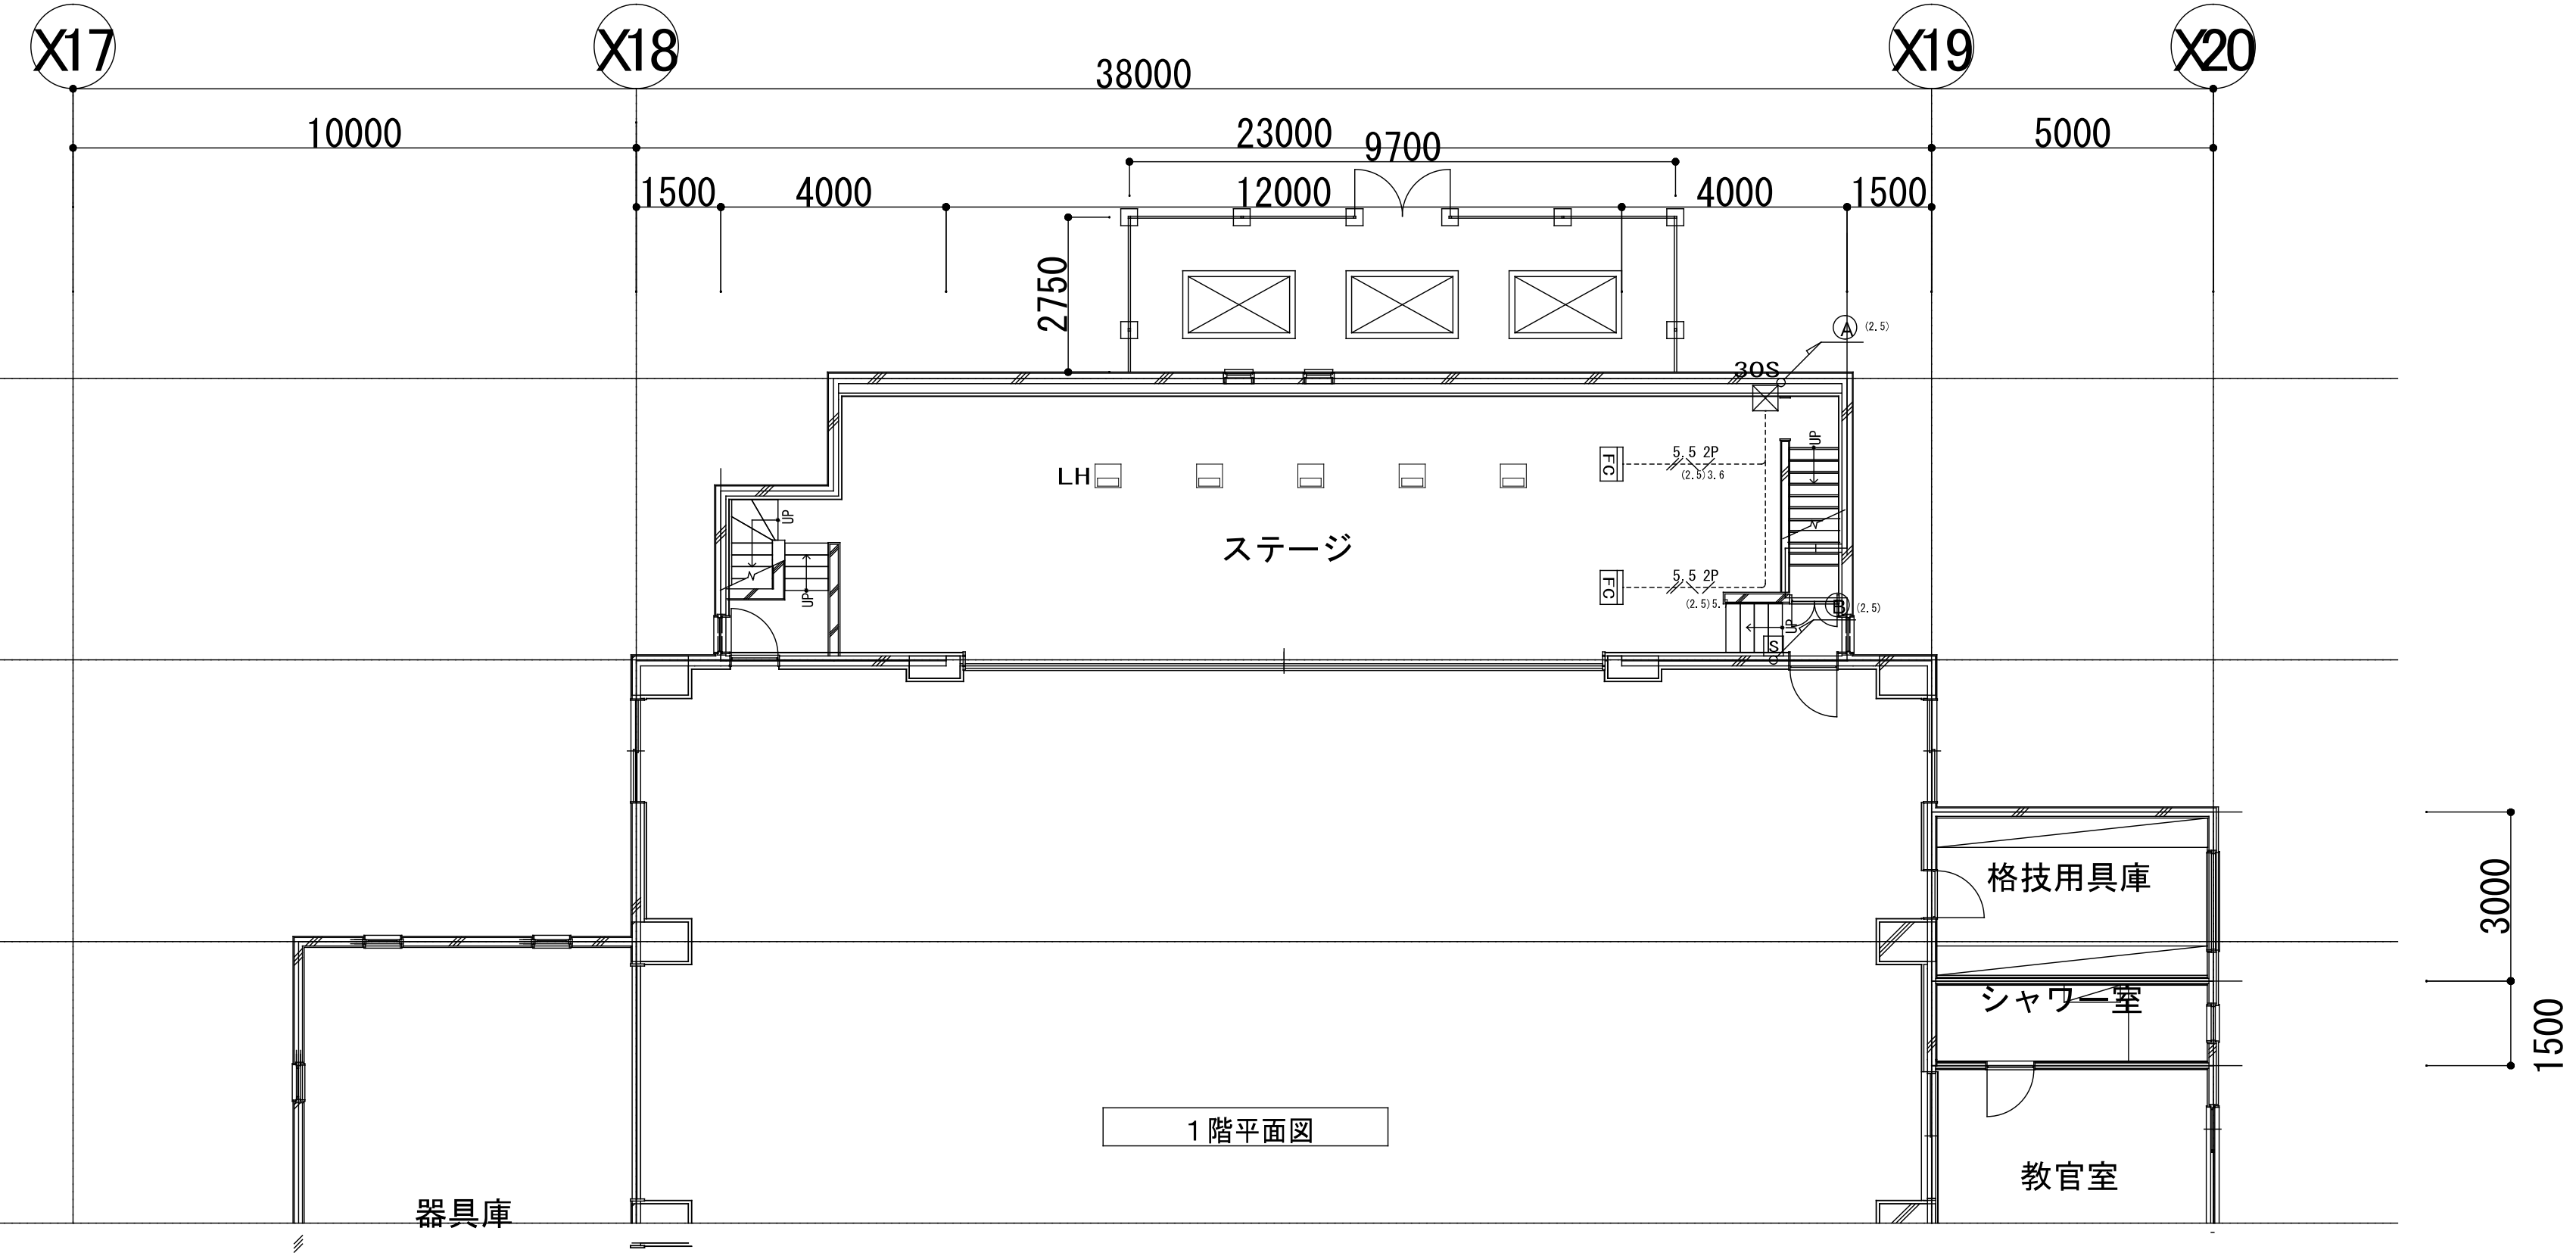 X17
X18
X19
X20
38000
10000
23000
5000
9700
1500
4000
12000
4000
1500
2750
A (2.5)
30S
UP
LH
FC
5.5 2P
(2.5)3.6
UP
ステージ
UP
FC
5.5 2P
(2.5)5.
B (2.5)
UP
S
格技用具庫
3000
シャワー室
1500
1階平面図
教官室
器具庫